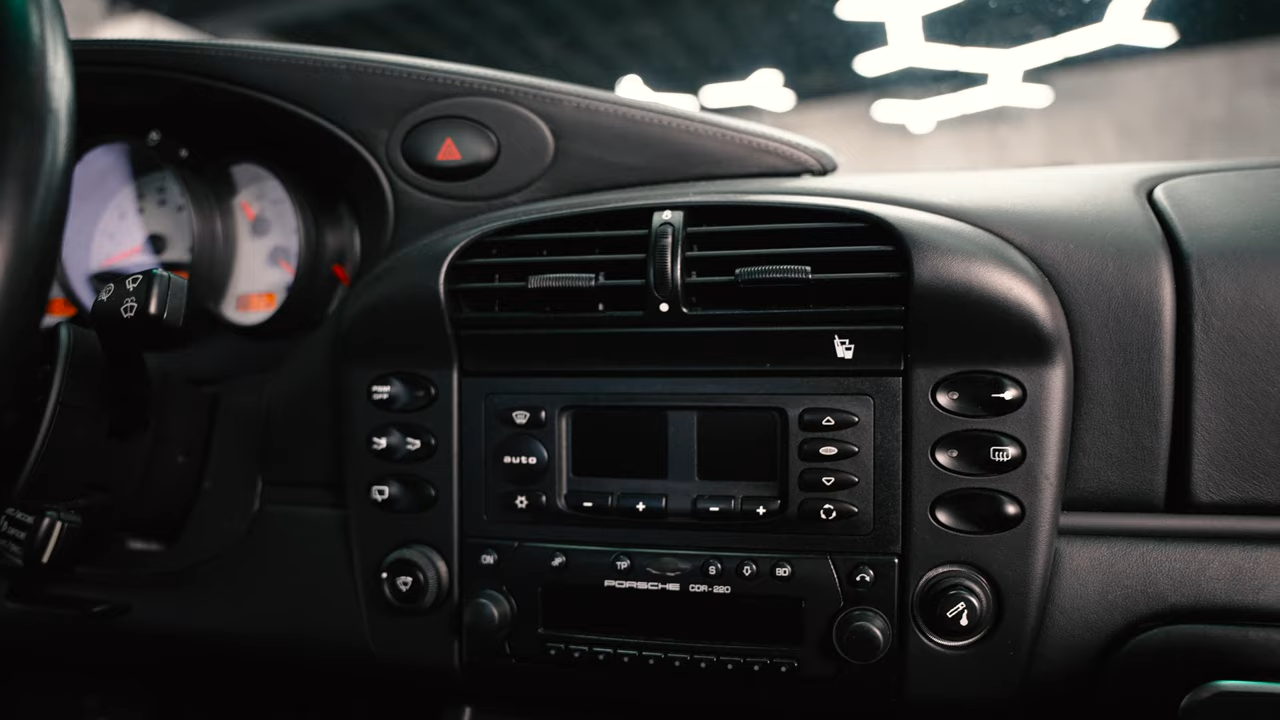 PSM
OFF
auto
- + - +
ON
TP
S
BD
PORSCHE CDR-220